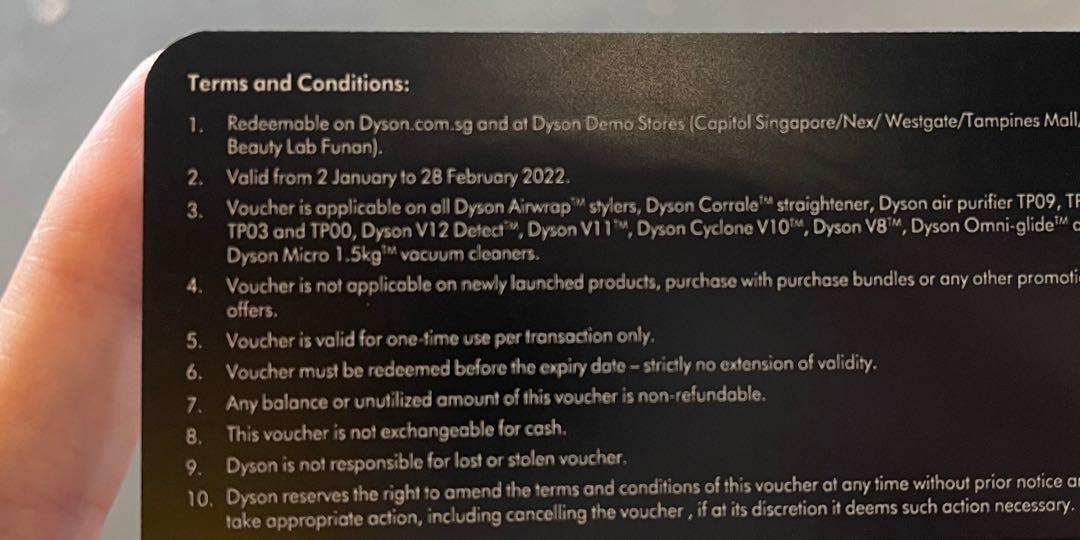 Terms and Conditions:
1. Redeemable on Dyson.com.sg and at Dyson Demo Stores (Capitol Singapore/Nex/ Westgate/Tampines Mall/
Beauty Lab Funan).
2. Valid from 2 January to 28 February 2022.
3. Voucher is applicable on all Dyson Airwrap™ stylers, Dyson Corrale™ straightener, Dyson air purifier TP09,
TP03 and TP00, Dyson V12 Detect™, Dyson V11™, Dyson Cyclone V10™, Dyson V8™, Dyson Omni-glide™
Dyson Micro 1.5kg™ vacuum cleaners.
4. Voucher is not applicable on newly launched products, purchase with purchase bundles or any other
offers.
5. Voucher is valid for one-time use per transaction only.
6. Voucher must be redeemed before the expiry date – strictly no extension of validity.
7. Any balance or unutilized amount of this voucher is non-refundable.
8. This voucher is not exchangeable for cash.
9. Dyson is not responsible for lost or stolen voucher.
10. Dyson reserves the right to amend the terms and conditions of this voucher at any time without prior notice
take appropriate action, including cancelling the voucher , if at its discretion it deems such action necessary.